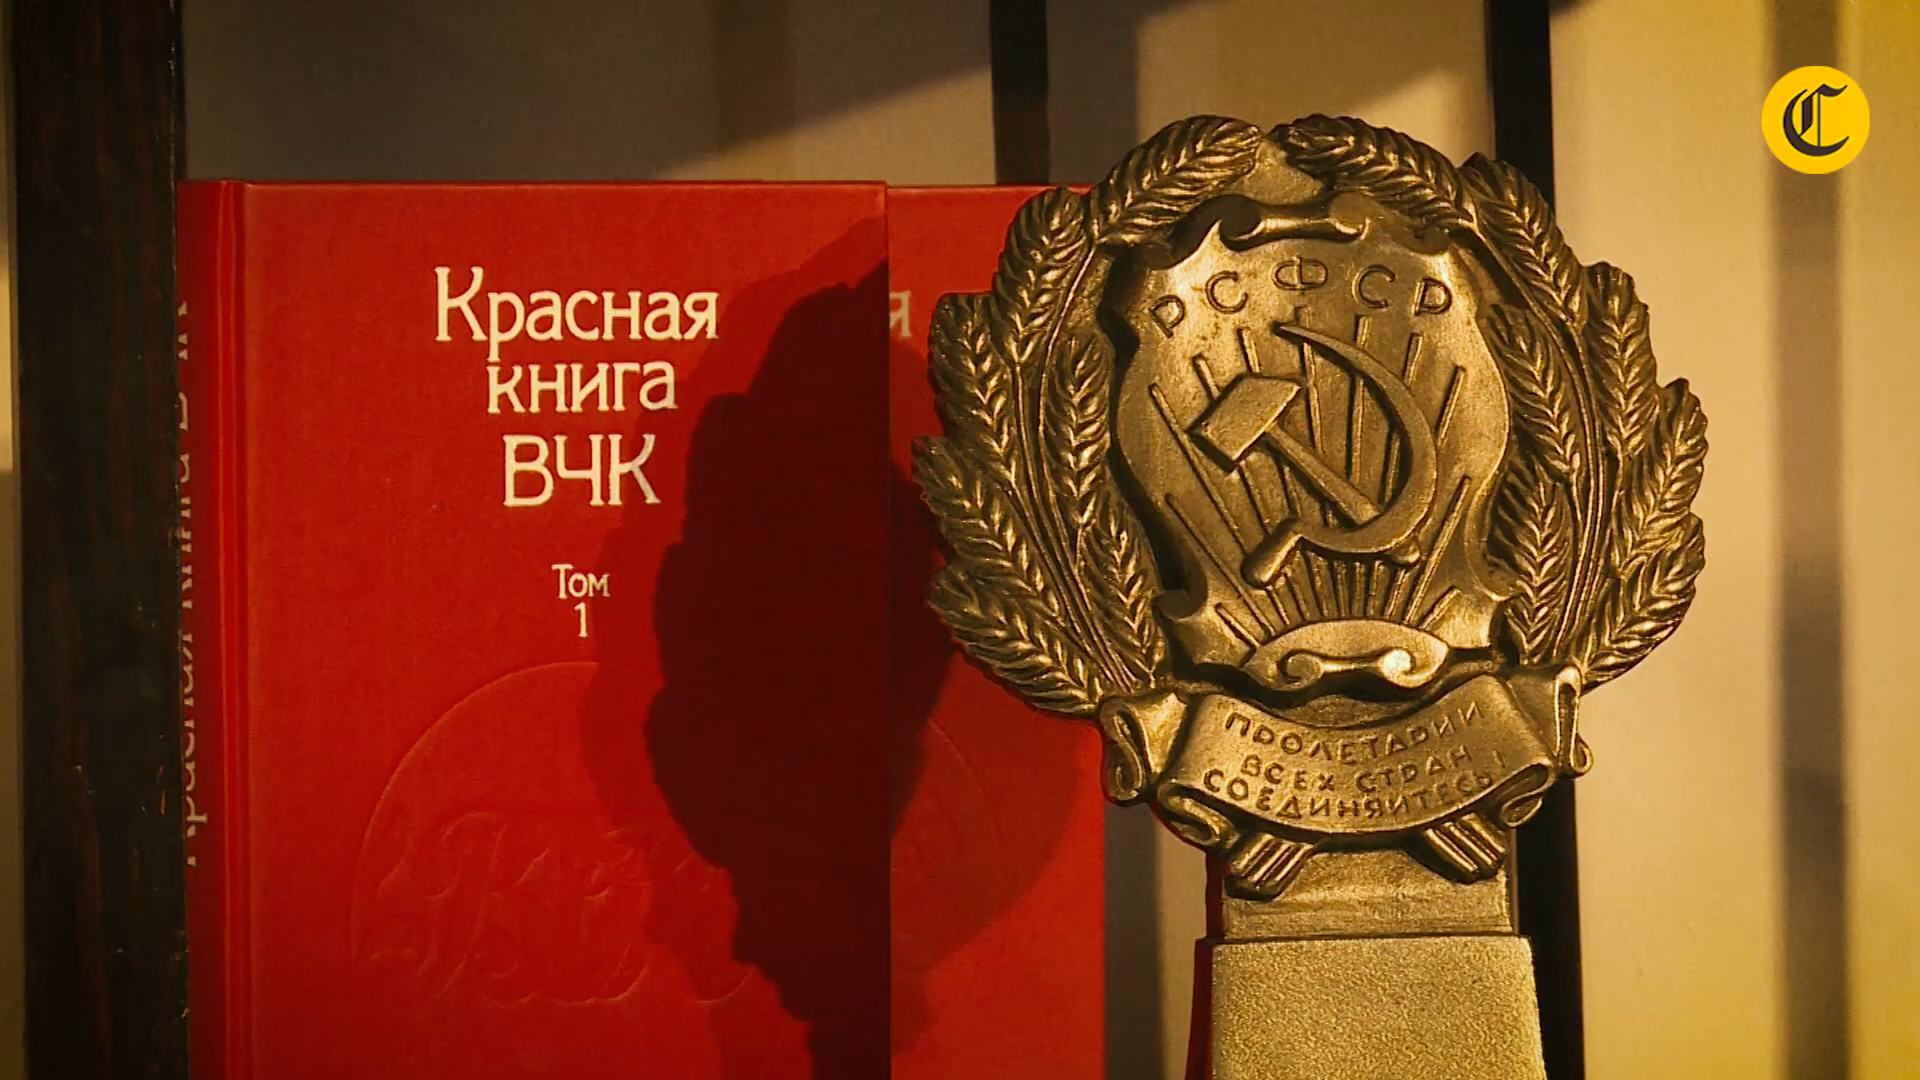 Красная
книга
ВЧК
Том
1
я
РСФСР
ПРОЛЕТАРИИ
ВСЕХ СТРАН
СОЕДИНЯЙТЕСЬ!
C